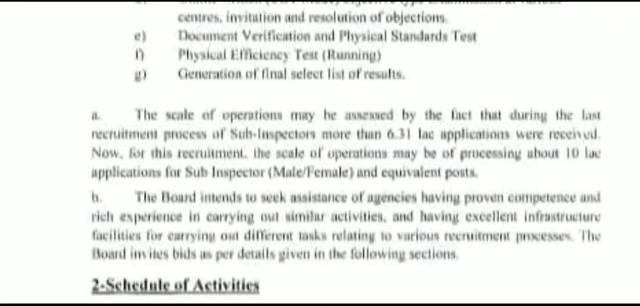 centres, invitation and resolution of objections.
e) Document Verification and Physical Standards Test
f) Physical Efficiency Test (Running)
g) Generation of final select list of results.
a. The scale of operations may be assessed by the fact that during the last
recruitment process of Sub-Inspectors more than 6.31 lac applications were received.
Now, for this recruitment, the scale of operations may be of processing about 10 lac
applications for Sub Inspector (Male/Female) and equivalent posts.
b. The Board intends to seek assistance of agencies having proven competence and
rich experience in carrying out similar activities, and having excellent infrastructure
facilities for carrying out different tasks relating to various recruitment processes. The
Board invites bids as per details given in the following sections.
2-Schedule of Activities